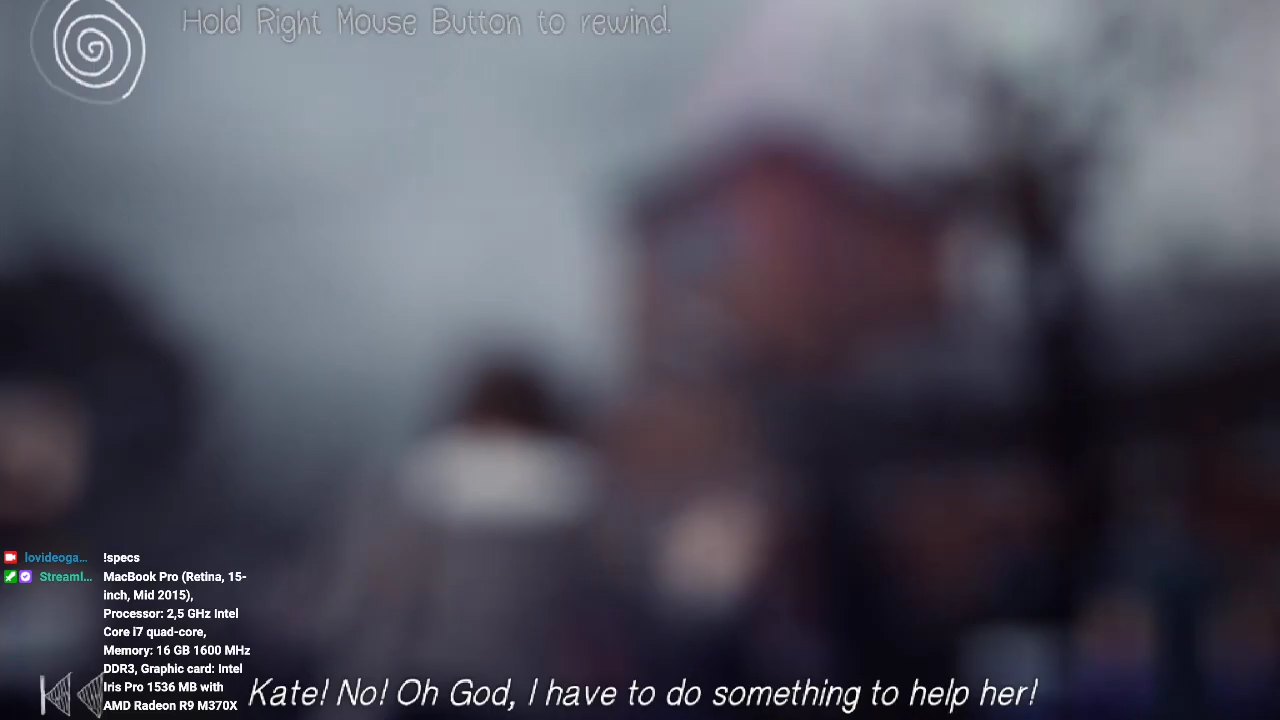 Hold Right Mouse Button to rewind.
lovideoga... !specs
Streaml... MacBook Pro (Retina, 15-
inch, Mid 2015),
Processor: 2,5 GHz Intel
Core i7 quad-core,
Memory: 16 GB 1600 MHz
DDR3, Graphic card: Intel
Iris Pro 1536 MB with
AMD Radeon R9 M370X
Kate! No! Oh God, I have to do something to help her!